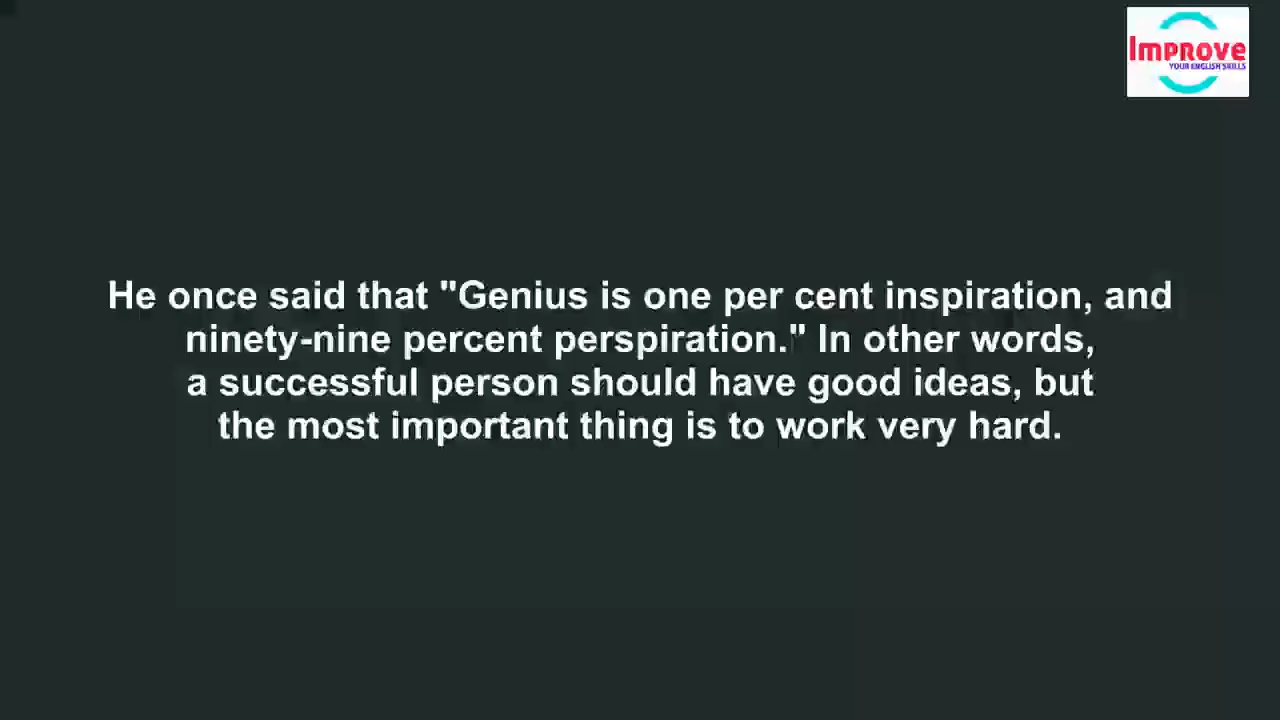 IMPROVE
YOUR ENGLISH SKILLS
He once said that "Genius is one per cent inspiration, and
ninety-nine percent perspiration." In other words,
a successful person should have good ideas, but
the most important thing is to work very hard.